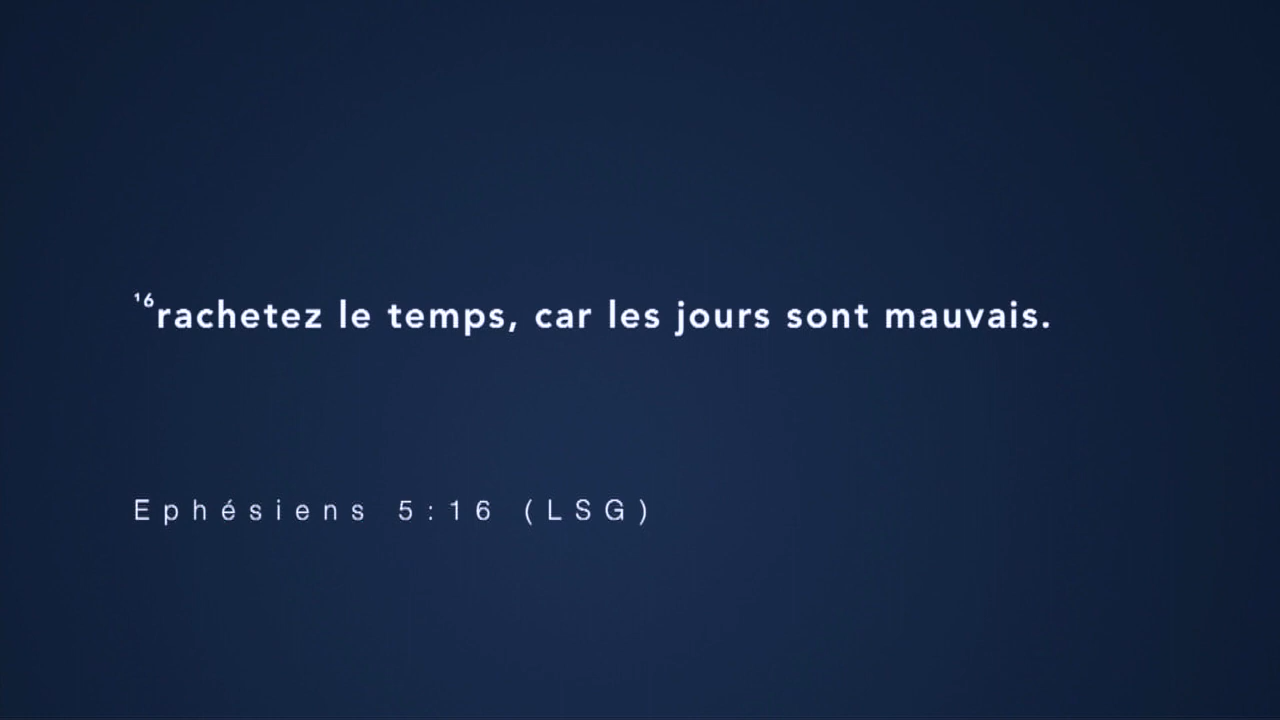 ¹⁶rachetez le temps, car les jours sont mauvais.
Ephésiens 5:16 (LSG)